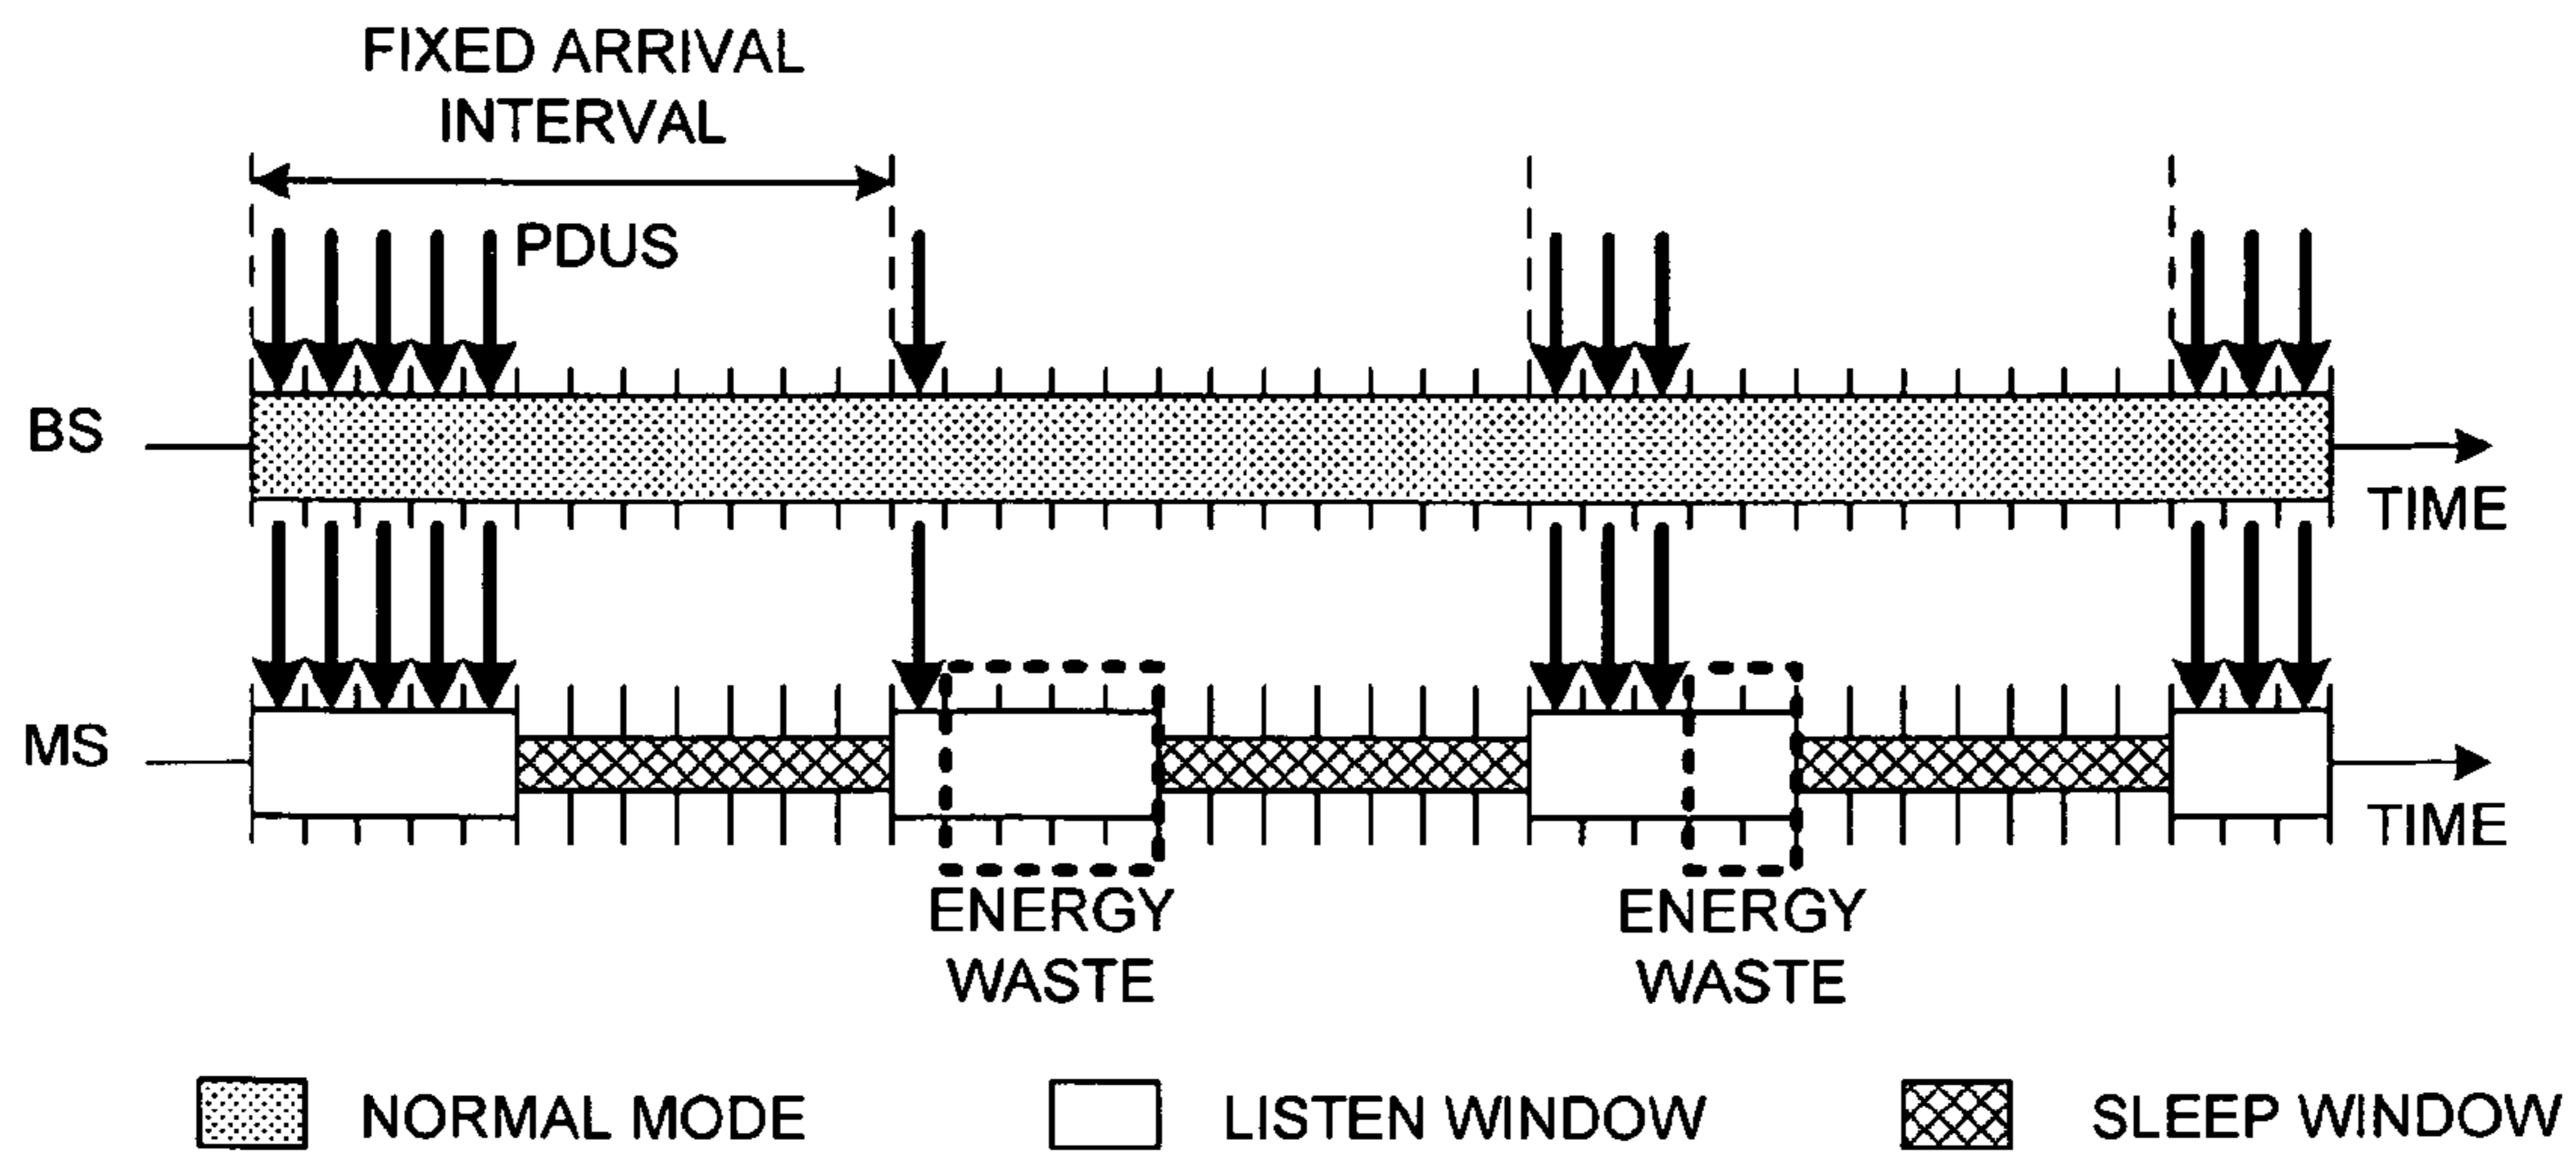 FIXED ARRIVAL
INTERVAL
PDUS
BS
TIME
MS
TIME
ENERGY
WASTE
ENERGY
WASTE
NORMAL MODE
LISTEN WINDOW
SLEEP WINDOW